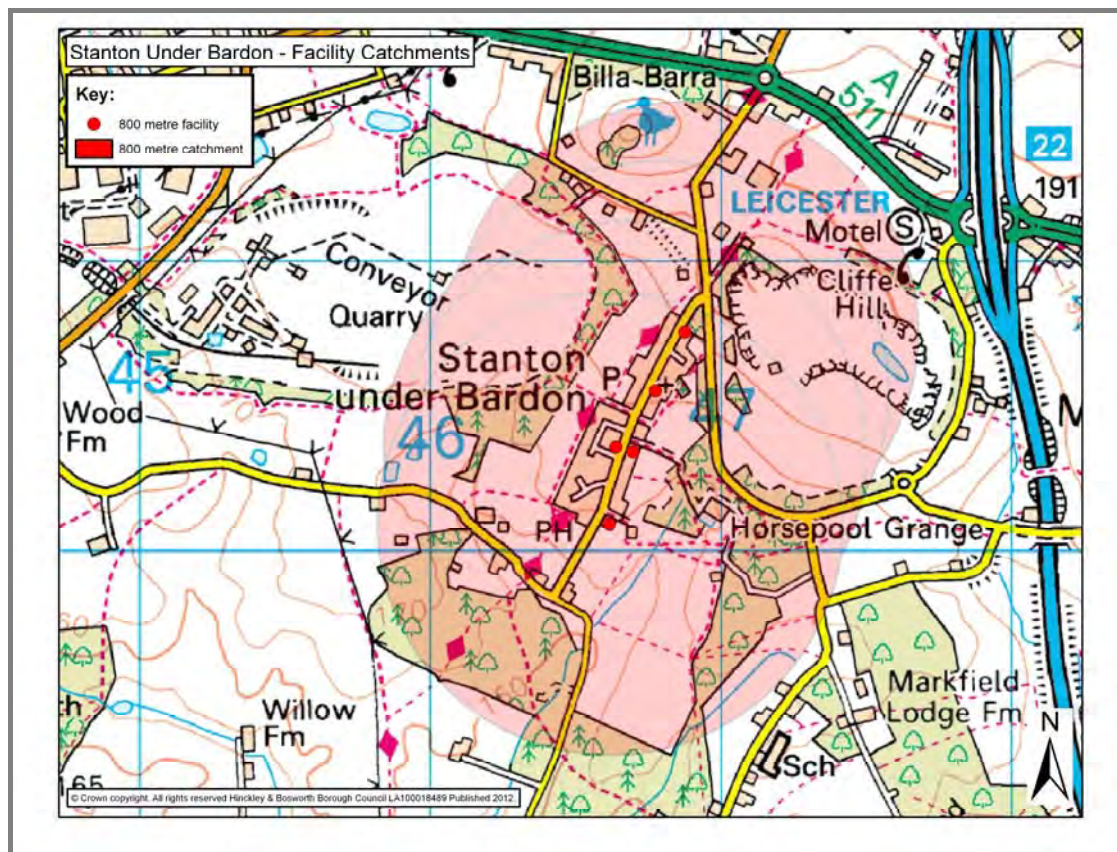 Stanton Under Bardon - Facility Catchments
Key:
800 metre facility
800 metre catchment
Billa Barra
A
511
22
191
LEICESTER
Motel
S
Cliffe
Hill
Conveyor
Quarry
Stanton
under Bardon
P
45
46
47
Wood
Fm
M
PH
Horsepool Grange
Willow
Fm
Markfield
Lodge Fm
Sch
N
165
© Crown copyright. All rights reserved Hinckley & Bosworth Borough Council LA100018489 Published 2012.